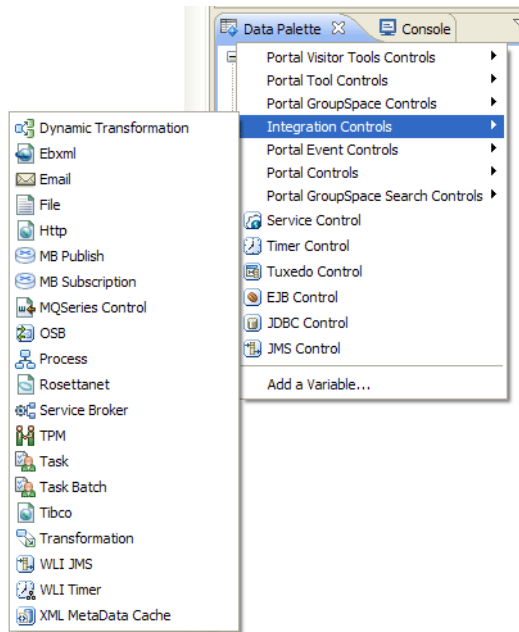 Data Palette
Console
Portal Visitor Tools Controls
Portal Tool Controls
Portal GroupSpace Controls
Integration Controls
Portal Event Controls
Portal Controls
Portal GroupSpace Search Controls
Service Control
Timer Control
Tuxedo Control
EJB Control
JDBC Control
JMS Control
Add a Variable...
Dynamic Transformation
Ebxml
Email
File
Http
MB Publish
MB Subscription
MQSeries Control
OSB
Process
Rosettanet
Service Broker
TPM
Task
Task Batch
Tibco
Transformation
WLI JMS
WLI Timer
XML MetaData Cache